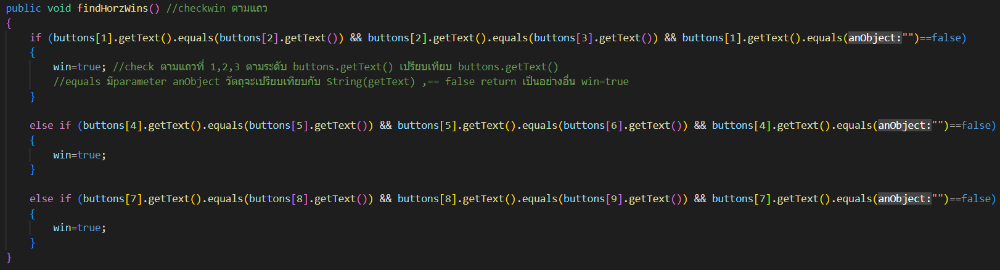 public void findHorzWins() //checkwin ตามแถว
{
if (buttons[1].getText().equals(buttons[2].getText()) && buttons[2].getText().equals(buttons[3].getText()) && buttons[1].getText().equals(anObject:"")==false)
{
win=true; //check ตามแถวที่ 1,2,3 ตามระดับ buttons.getText() เปรียบเทียบ buttons.getText()
//equals มีparameter anObject วัตถุจะเปรียบเทียบกับ String(getText) ,== false return เป็นอย่างอื่น win=true
}
else if (buttons[4].getText().equals(buttons[5].getText()) && buttons[5].getText().equals(buttons[6].getText()) && buttons[4].getText().equals(anObject:"")==false)
{
win=true;
}
else if (buttons[7].getText().equals(buttons[8].getText()) && buttons[8].getText().equals(buttons[9].getText()) && buttons[7].getText().equals(anObject:"")==false)
{
win=true;
}
}